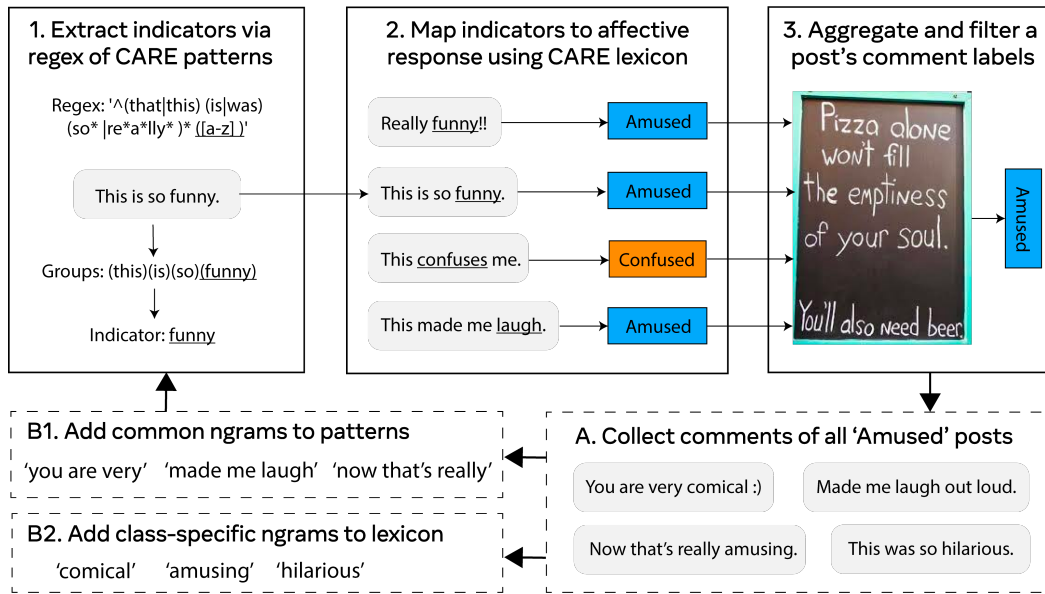 1. Extract indicators via
regex of CARE patterns
Regex: '^(that|this) (is|was)
(so* |re*a*lly* )* ([a-z] )'
This is so funny.
Groups: (this)(is)(so)(funny)
Indicator: funny
2. Map indicators to affective
response using CARE lexicon
Really funny!!
Amused
This is so funny.
Amused
This confuses me.
Confused
This made me laugh.
Amused
3. Aggregate and filter a
post's comment labels
Pizza alone
won't fill
the emptiness
of your soul.
You'll also need beer.
Amused
A. Collect comments of all ‘Amused’ posts
You are very comical :)
Made me laugh out loud.
Now that's really amusing.
This was so hilarious.
B1. Add common ngrams to patterns
‘you are very’ ‘made me laugh’ ‘now that's really’
B2. Add class-specific ngrams to lexicon
‘comical’ ‘amusing’ ‘hilarious’